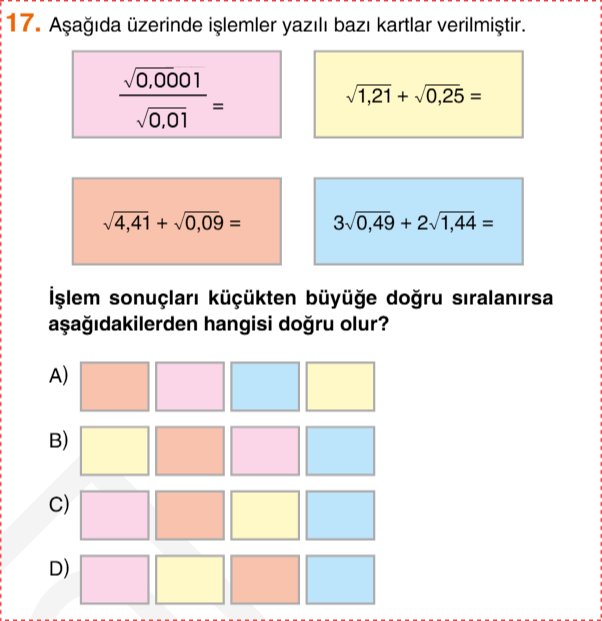 17. Aşağıda üzerinde işlemler yazılı bazı kartlar verilmiştir.
√0,0001 / √0,01 =
√1,21 + √0,25 =
√4,41 + √0,09 =
3√0,49 + 2√1,44 =
İşlem sonuçları küçükten büyüğe doğru sıralanırsa
aşağıdakilerden hangisi doğru olur?
A)
B)
C)
D)